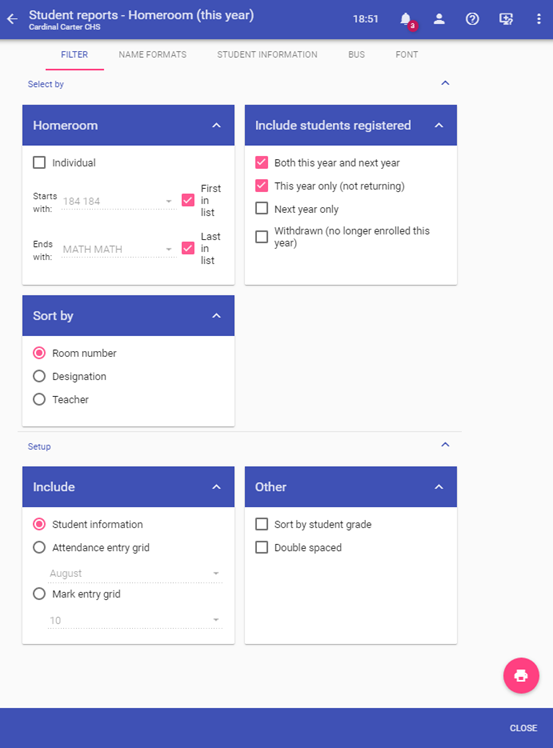 Student reports - Homeroom (this year)
Cardinal Carter CHS
18:51
3
FILTER
NAME FORMATS
STUDENT INFORMATION
BUS
FONT
Select by
Homeroom
Individual
Starts
with:
184 184
First
in
list
Ends
with:
MATH MATH
Last
in
list
Include students registered
Both this year and next year
This year only (not returning)
Next year only
Withdrawn (no longer enrolled this
year)
Sort by
Room number
Designation
Teacher
Setup
Include
Student information
Attendance entry grid
August
Mark entry grid
10
Other
Sort by student grade
Double spaced
CLOSE